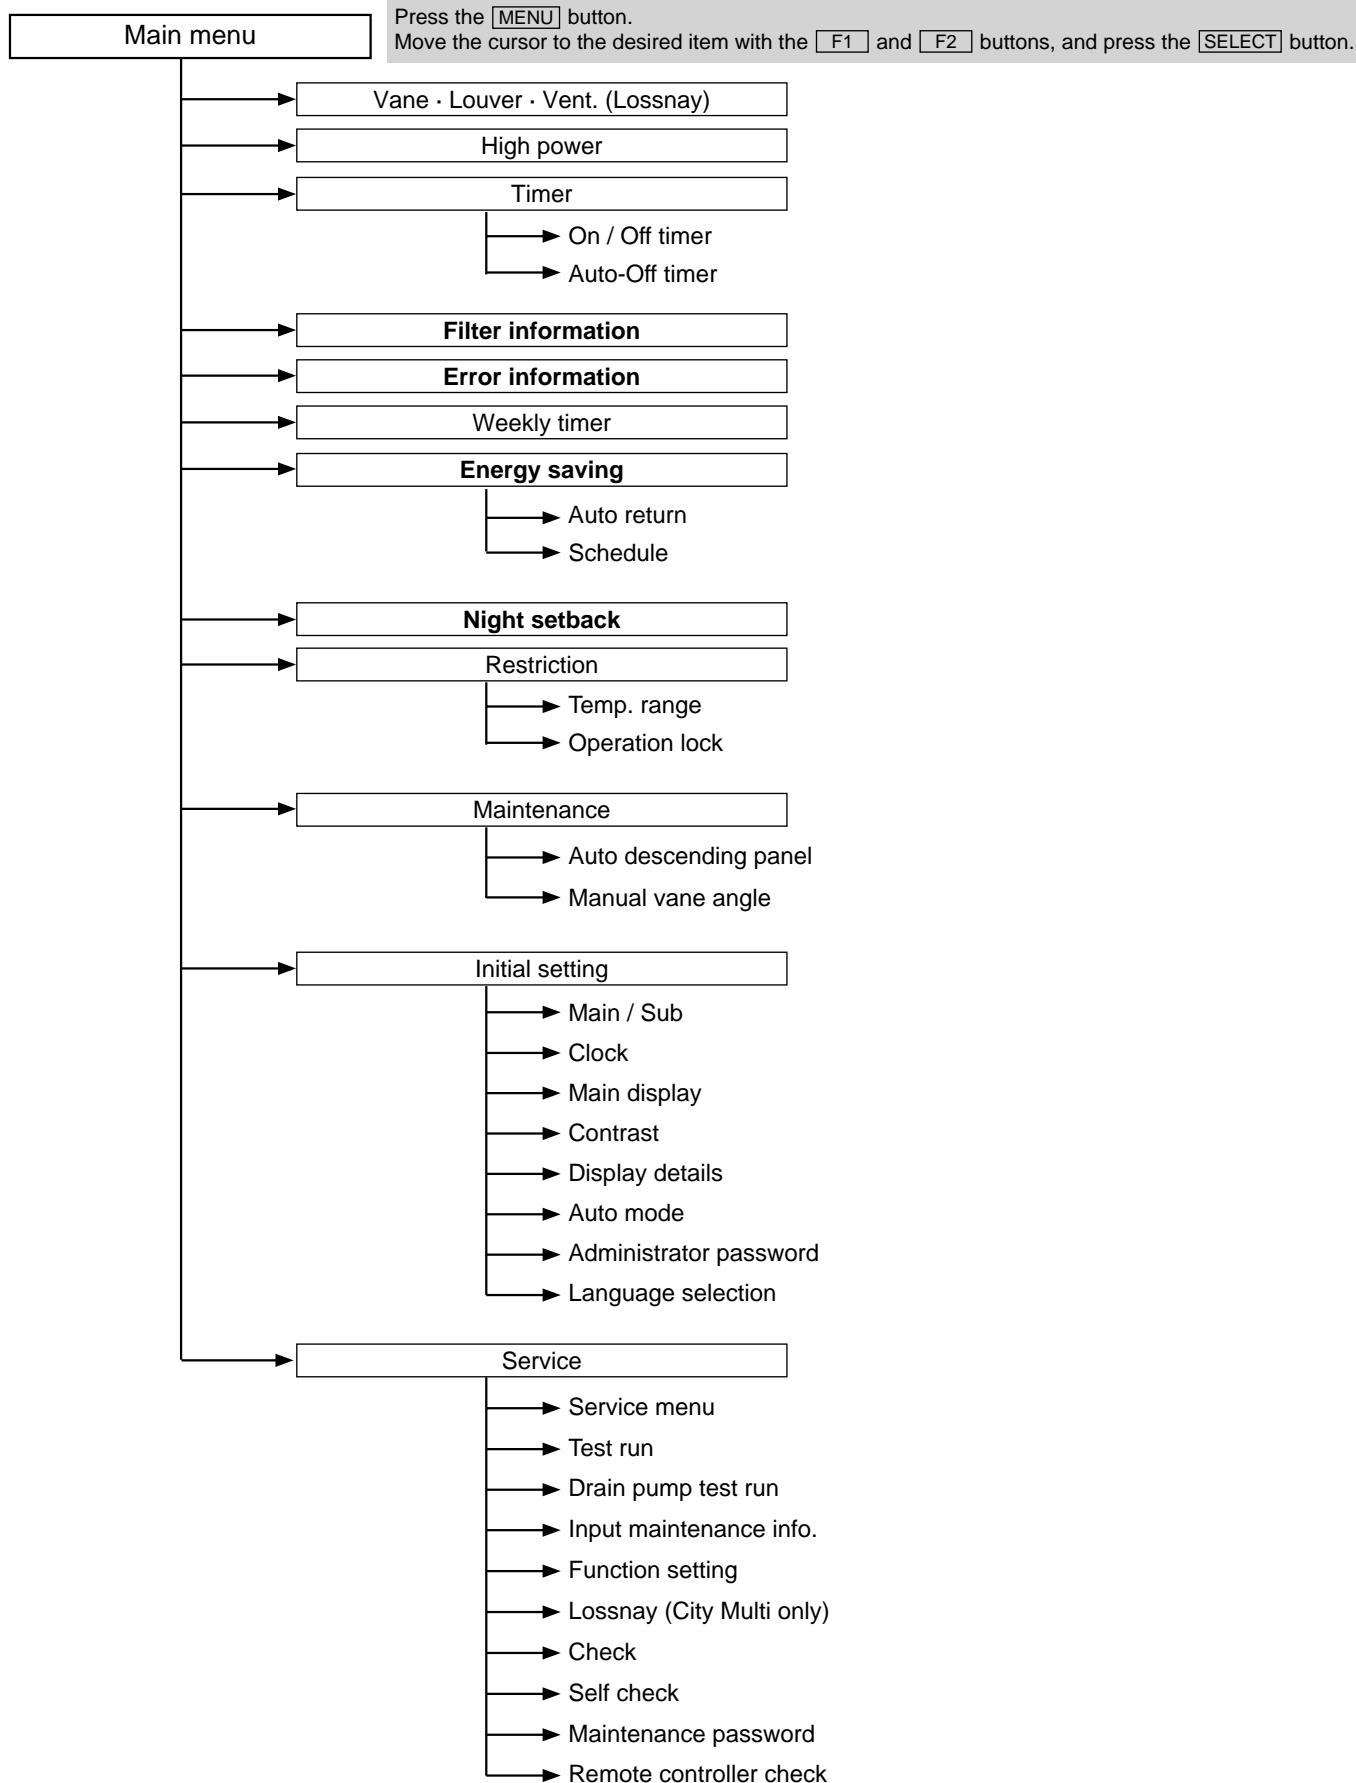 Main menu
Press the MENU button.
Move the cursor to the desired item with the F1 and F2 buttons, and press the SELECT button.
Vane · Louver · Vent. (Lossnay)
High power
Timer
On / Off timer
Auto-Off timer
Filter information
Error information
Weekly timer
Energy saving
Auto return
Schedule
Night setback
Restriction
Temp. range
Operation lock
Maintenance
Auto descending panel
Manual vane angle
Initial setting
Main / Sub
Clock
Main display
Contrast
Display details
Auto mode
Administrator password
Language selection
Service
Service menu
Test run
Drain pump test run
Input maintenance info.
Function setting
Lossnay (City Multi only)
Check
Self check
Maintenance password
Remote controller check